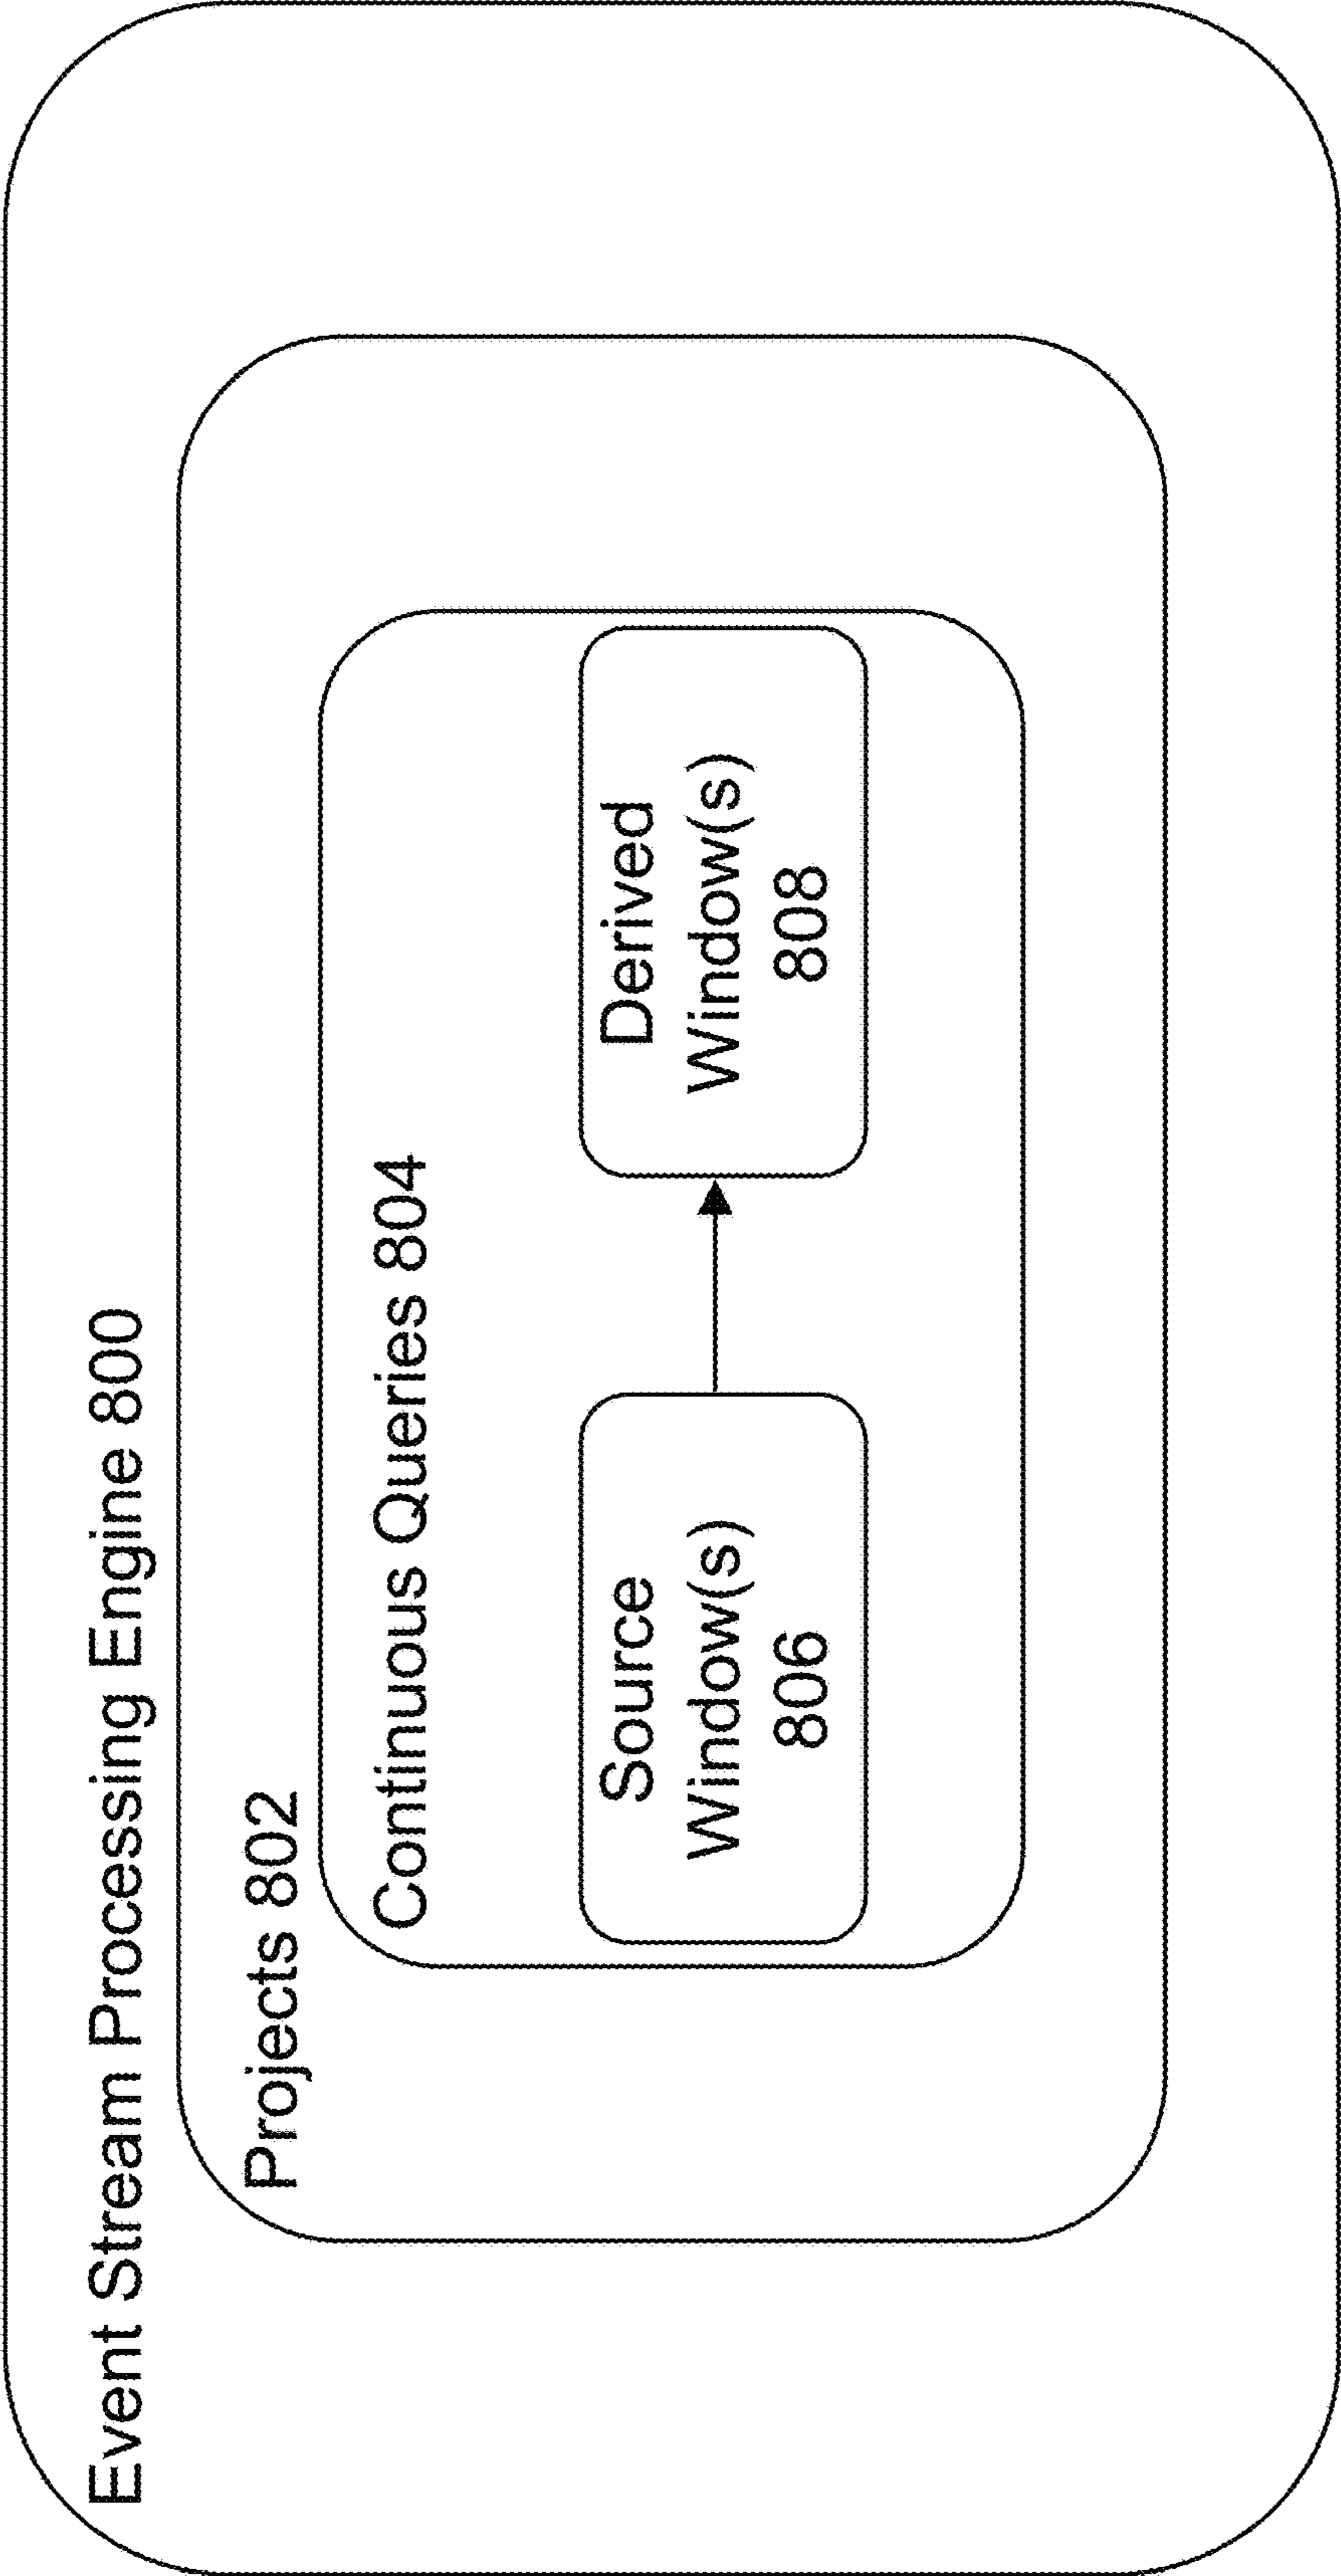 Event Stream Processing Engine 800
Projects 802
Continuous Queries 804
Source
Window(s)
806
Derived
Window(s)
808